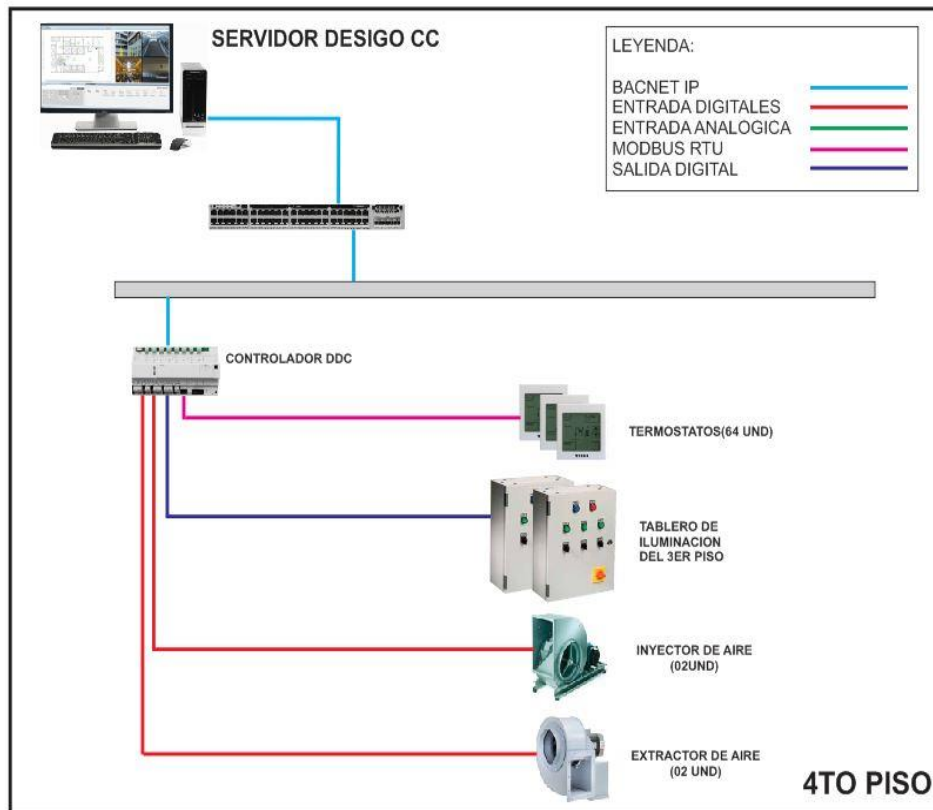 SERVIDOR DESIGO CC
LEYENDA:
BACNET IP
ENTRADA DIGITALES
ENTRADA ANALOGICA
MODBUS RTU
SALIDA DIGITAL
CONTROLADOR DDC
TERMOSTATOS(64 UND)
TABLERO DE
ILUMINACION
DEL 3ER PISO
INYECTOR DE AIRE
(02UND)
EXTRACTOR DE AIRE
(02 UND)
4TO PISO